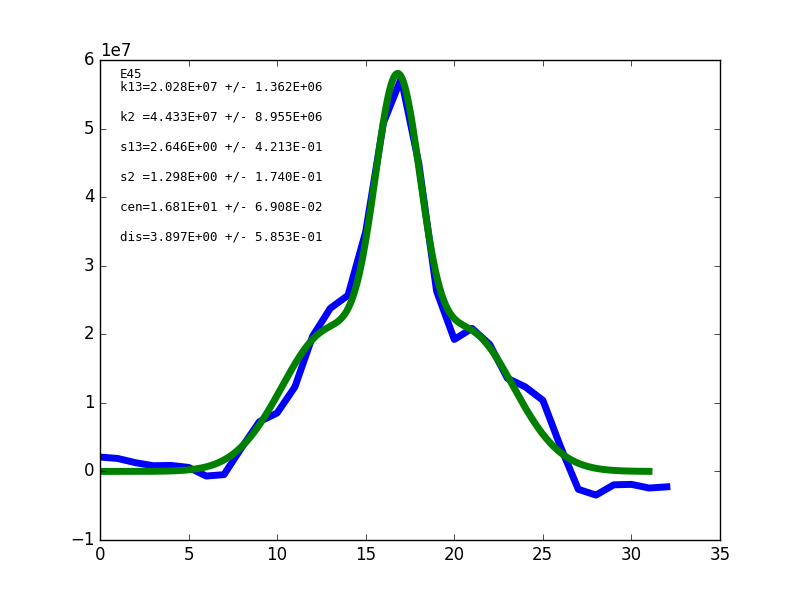 1e7
E45
k13=2.028E+07 +/- 1.362E+06
k2 =4.433E+07 +/- 8.955E+06
s13=2.646E+00 +/- 4.213E-01
s2 =1.298E+00 +/- 1.740E-01
cen=1.681E+01 +/- 6.908E-02
dis=3.897E+00 +/- 5.853E-01
6
5
4
3
2
1
0
−1
0 5 10 15 20 25 30 35